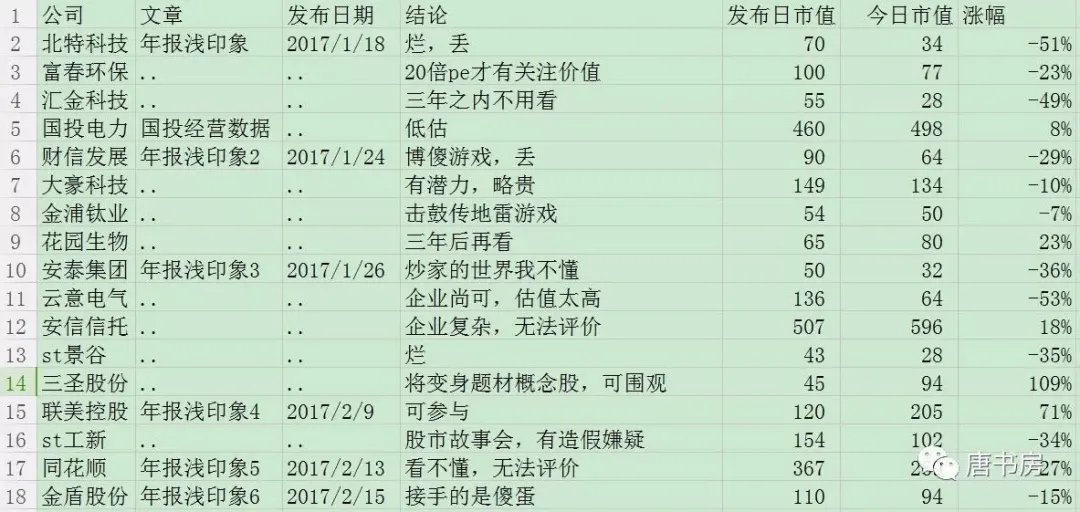 1 公司 文章 发布日期 结论 发布日市值 今日市值 涨幅
2 北特科技 年报浅印象 2017/1/18 烂，丢 70 34 -51%
3 富春环保 .. .. 20倍pe才有关注价值 100 77 -23%
4 汇金科技 .. .. 三年之内不用看 55 28 -49%
5 国投电力 国投经营数据 .. 低估 460 498 8%
6 财信发展 年报浅印象2 2017/1/24 博傻游戏，丢 90 64 -29%
7 大豪科技 .. .. 有潜力，略贵 149 134 -10%
8 金浦钛业 .. .. 击鼓传地雷游戏 54 50 -7%
9 花园生物 .. .. 三年后再看 65 80 23%
10 安泰集团 年报浅印象3 2017/1/26 炒家的世界我不懂 50 32 -36%
11 云意电气 .. .. 企业尚可，估值太高 136 64 -53%
12 安信信托 .. .. 企业复杂，无法评价 507 596 18%
13 st景谷 .. .. 烂 43 28 -35%
14 三圣股份 .. .. 将变身题材概念股，可围观 45 94 109%
15 联美控股 年报浅印象4 2017/2/9 可参与 120 205 71%
16 st工新 .. .. 股市故事会，有造假嫌疑 154 102 -34%
17 同花顺 年报浅印象5 2017/2/13 看不懂，无法评价 367 27%
18 金盾股份 年报浅印象6 2017/2/15 接手的是傻蛋 110 94 -15%
唐书房